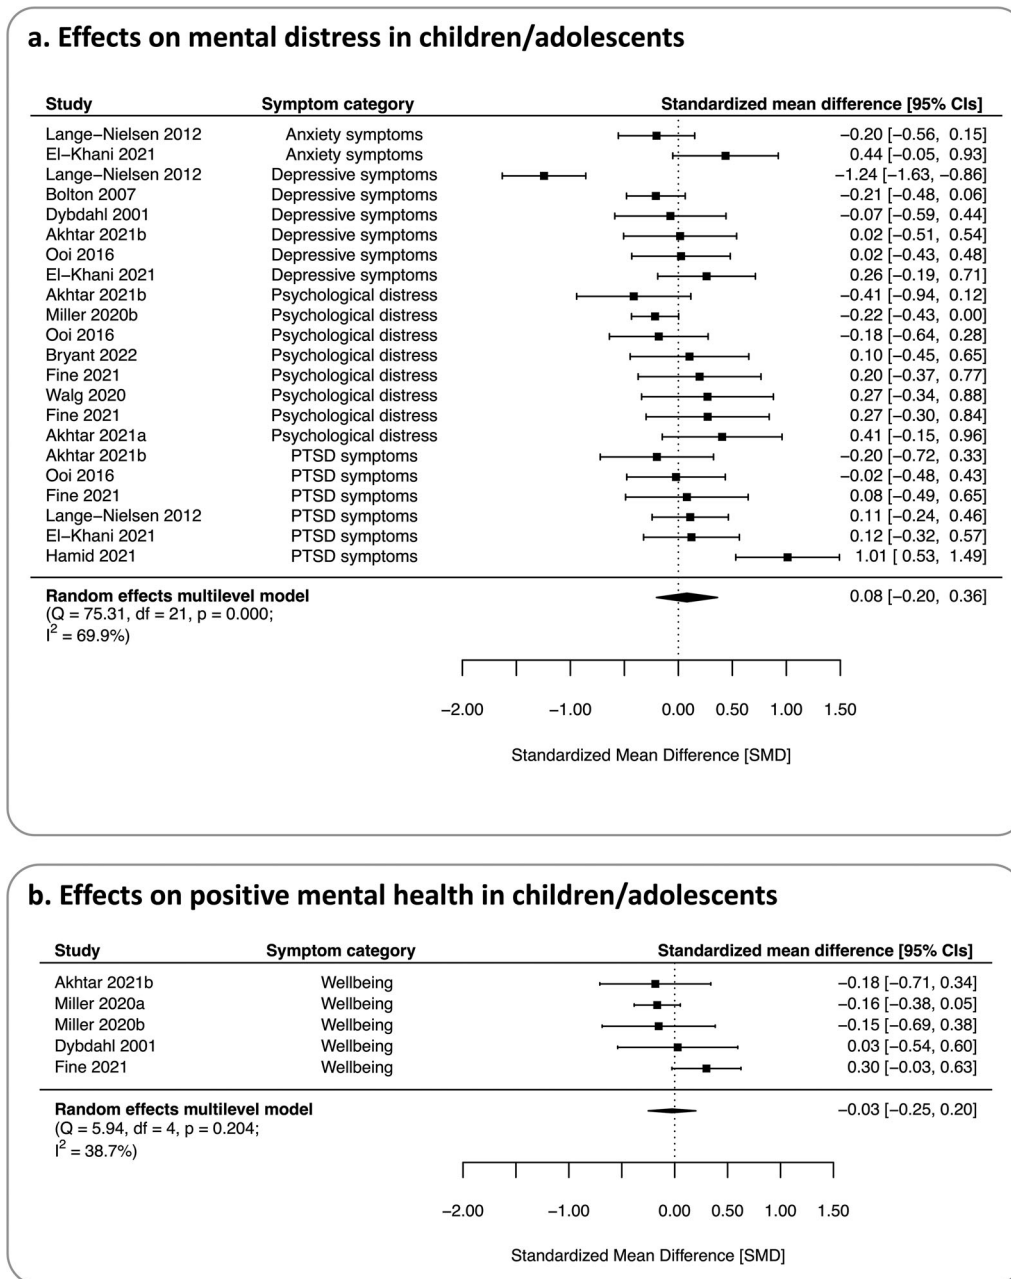 a. Effects on mental distress in children/adolescents
Study Symptom category Standardized mean difference [95% CIs]
Lange−Nielsen 2012 Anxiety symptoms −0.20 [−0.56, 0.15]
El−Khani 2021 Anxiety symptoms 0.44 [−0.05, 0.93]
Lange−Nielsen 2012 Depressive symptoms −1.24 [−1.63, −0.86]
Bolton 2007 Depressive symptoms −0.21 [−0.48, 0.06]
Dybdahl 2001 Depressive symptoms −0.07 [−0.59, 0.44]
Akhtar 2021b Depressive symptoms 0.02 [−0.51, 0.54]
Ooi 2016 Depressive symptoms 0.02 [−0.43, 0.48]
El−Khani 2021 Depressive symptoms 0.26 [−0.19, 0.71]
Akhtar 2021b Psychological distress −0.41 [−0.94, 0.12]
Miller 2020b Psychological distress −0.22 [−0.43, 0.00]
Ooi 2016 Psychological distress −0.18 [−0.64, 0.28]
Bryant 2022 Psychological distress 0.10 [−0.45, 0.65]
Fine 2021 Psychological distress 0.20 [−0.37, 0.77]
Walg 2020 Psychological distress 0.27 [−0.34, 0.88]
Fine 2021 Psychological distress 0.27 [−0.30, 0.84]
Akhtar 2021a Psychological distress 0.41 [−0.15, 0.96]
Akhtar 2021b PTSD symptoms −0.20 [−0.72, 0.33]
Ooi 2016 PTSD symptoms −0.02 [−0.48, 0.43]
Fine 2021 PTSD symptoms 0.08 [−0.49, 0.65]
Lange−Nielsen 2012 PTSD symptoms 0.11 [−0.24, 0.46]
El−Khani 2021 PTSD symptoms 0.12 [−0.32, 0.57]
Hamid 2021 PTSD symptoms 1.01 [ 0.53, 1.49]
Random effects multilevel model 0.08 [−0.20, 0.36]
(Q = 75.31, df = 21, p = 0.000;
I² = 69.9%)
−2.00 −1.00 0.00 0.50 1.00 1.50
Standardized Mean Difference [SMD]
b. Effects on positive mental health in children/adolescents
Study Symptom category Standardized mean difference [95% CIs]
Akhtar 2021b Wellbeing −0.18 [−0.71, 0.34]
Miller 2020a Wellbeing −0.16 [−0.38, 0.05]
Miller 2020b Wellbeing −0.15 [−0.69, 0.38]
Dybdahl 2001 Wellbeing 0.03 [−0.54, 0.60]
Fine 2021 Wellbeing 0.30 [−0.03, 0.63]
Random effects multilevel model −0.03 [−0.25, 0.20]
(Q = 5.94, df = 4, p = 0.204;
I² = 38.7%)
−2.00 −1.00 0.00 0.50 1.00 1.50
Standardized Mean Difference [SMD]